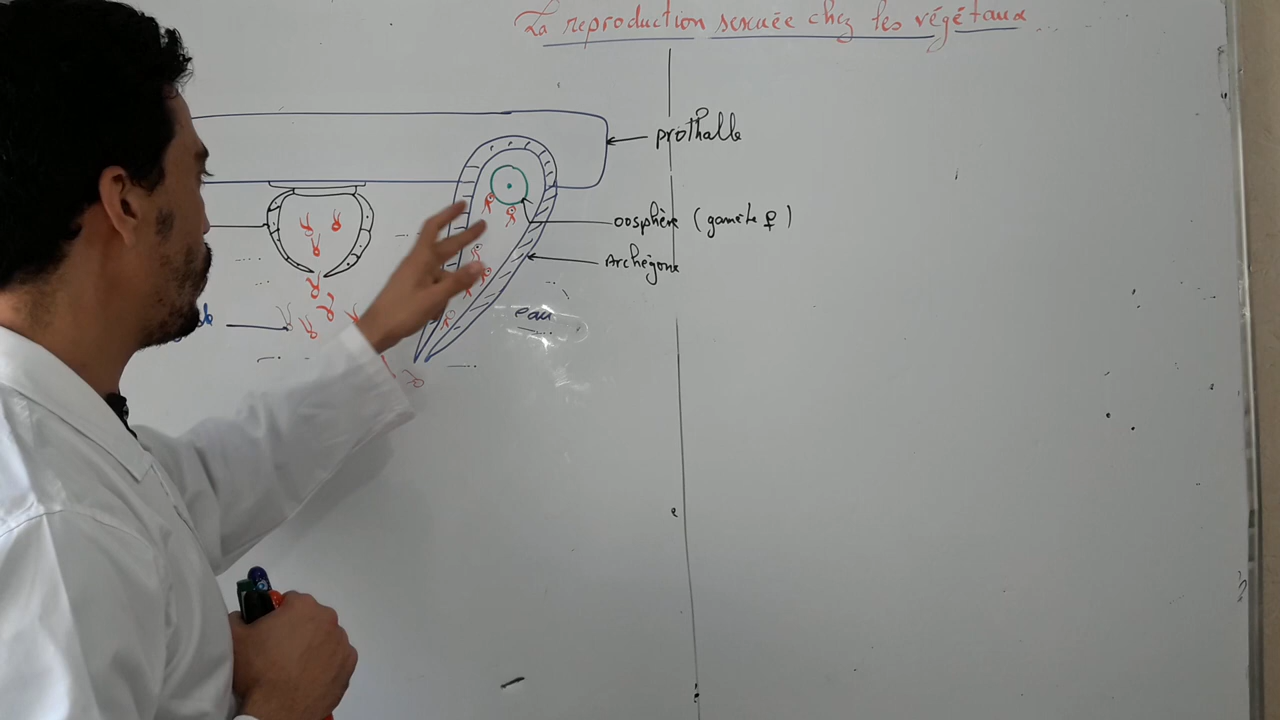 La reproduction sexuée chez les végétaux
prothalle
oosphère (gamète ♀)
Archégone
eau